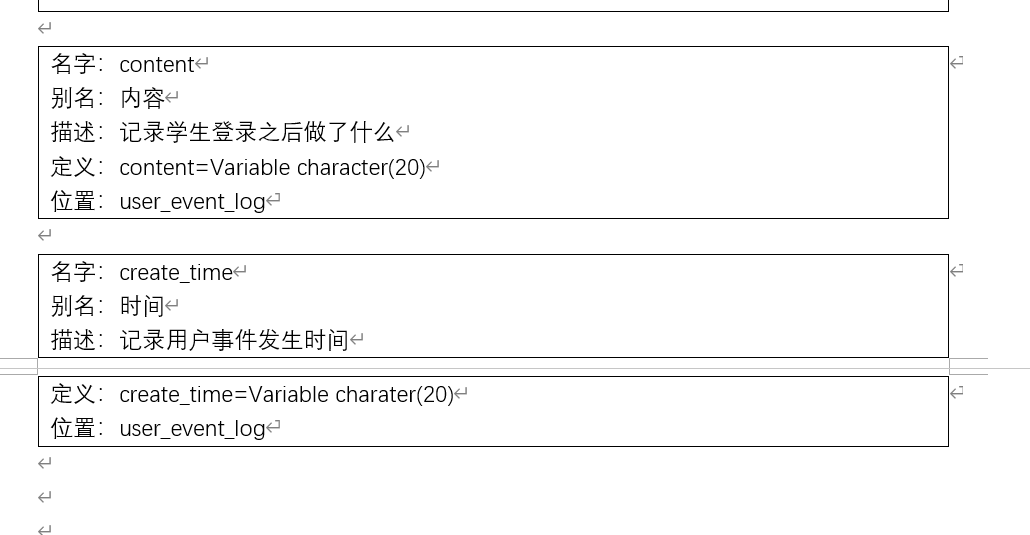 名字：content
别名：内容
描述：记录学生登录之后做了什么
定义：content=Variable character(20)
位置：user_event_log
名字：create_time
别名：时间
描述：记录用户事件发生时间
定义：create_time=Variable charater(20)
位置：user_event_log